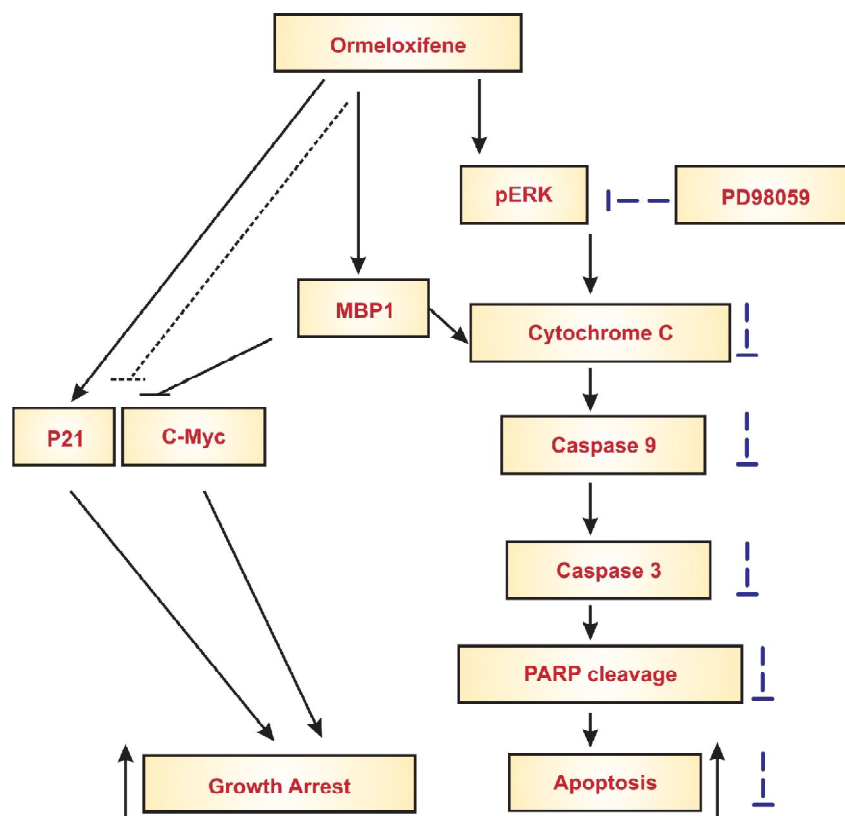 Ormeloxifene
pERK
PD98059
MBP1
Cytochrome C
P21
C-Myc
Caspase 9
Caspase 3
PARP cleavage
Growth Arrest
Apoptosis